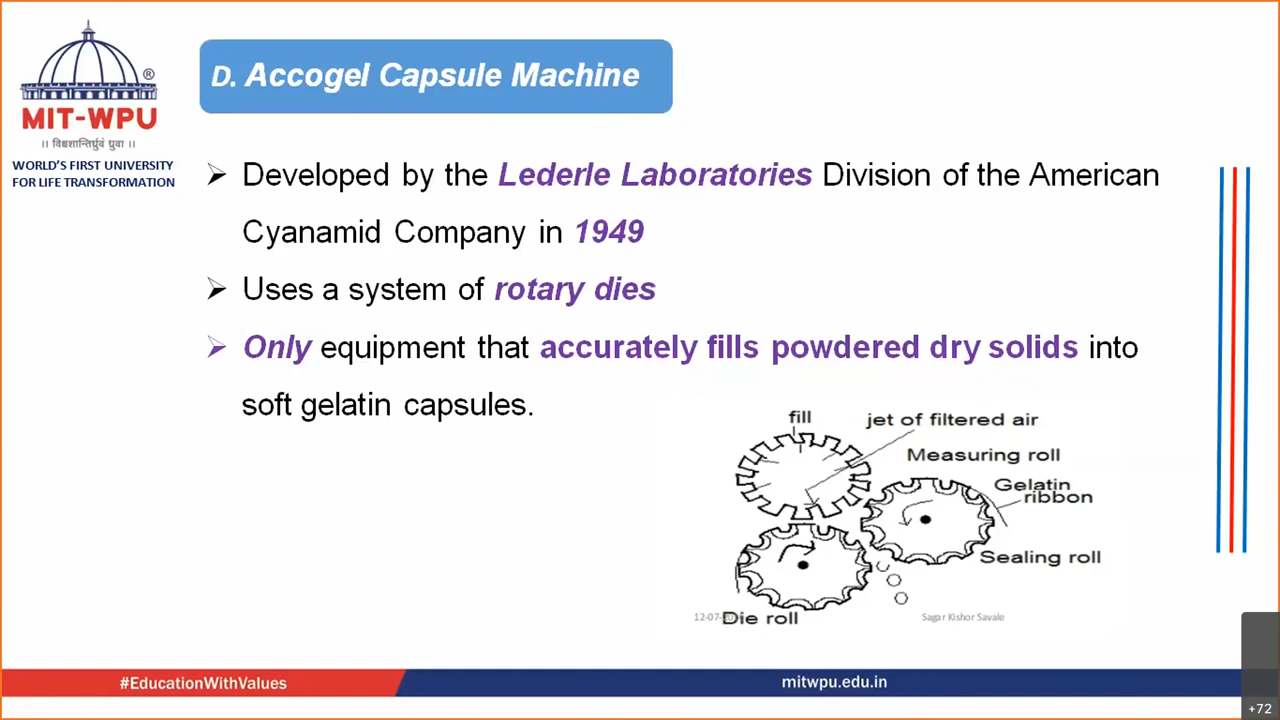 D. Accogel Capsule Machine
®
MIT-WPU
।। विश्वशान्तिर्ध्रुवं ध्रुवा ।।
WORLD'S FIRST UNIVERSITY
FOR LIFE TRANSFORMATION
➢ Developed by the Lederle Laboratories Division of the American
Cyanamid Company in 1949
➢ Uses a system of rotary dies
➢ Only equipment that accurately fills powdered dry solids into
soft gelatin capsules.
fill
jet of filtered air
Measuring roll
Gelatin
ribbon
Sealing roll
12-07-
Die roll
Sagar Kishor Savale
#EducationWithValues
mitwpu.edu.in
+72